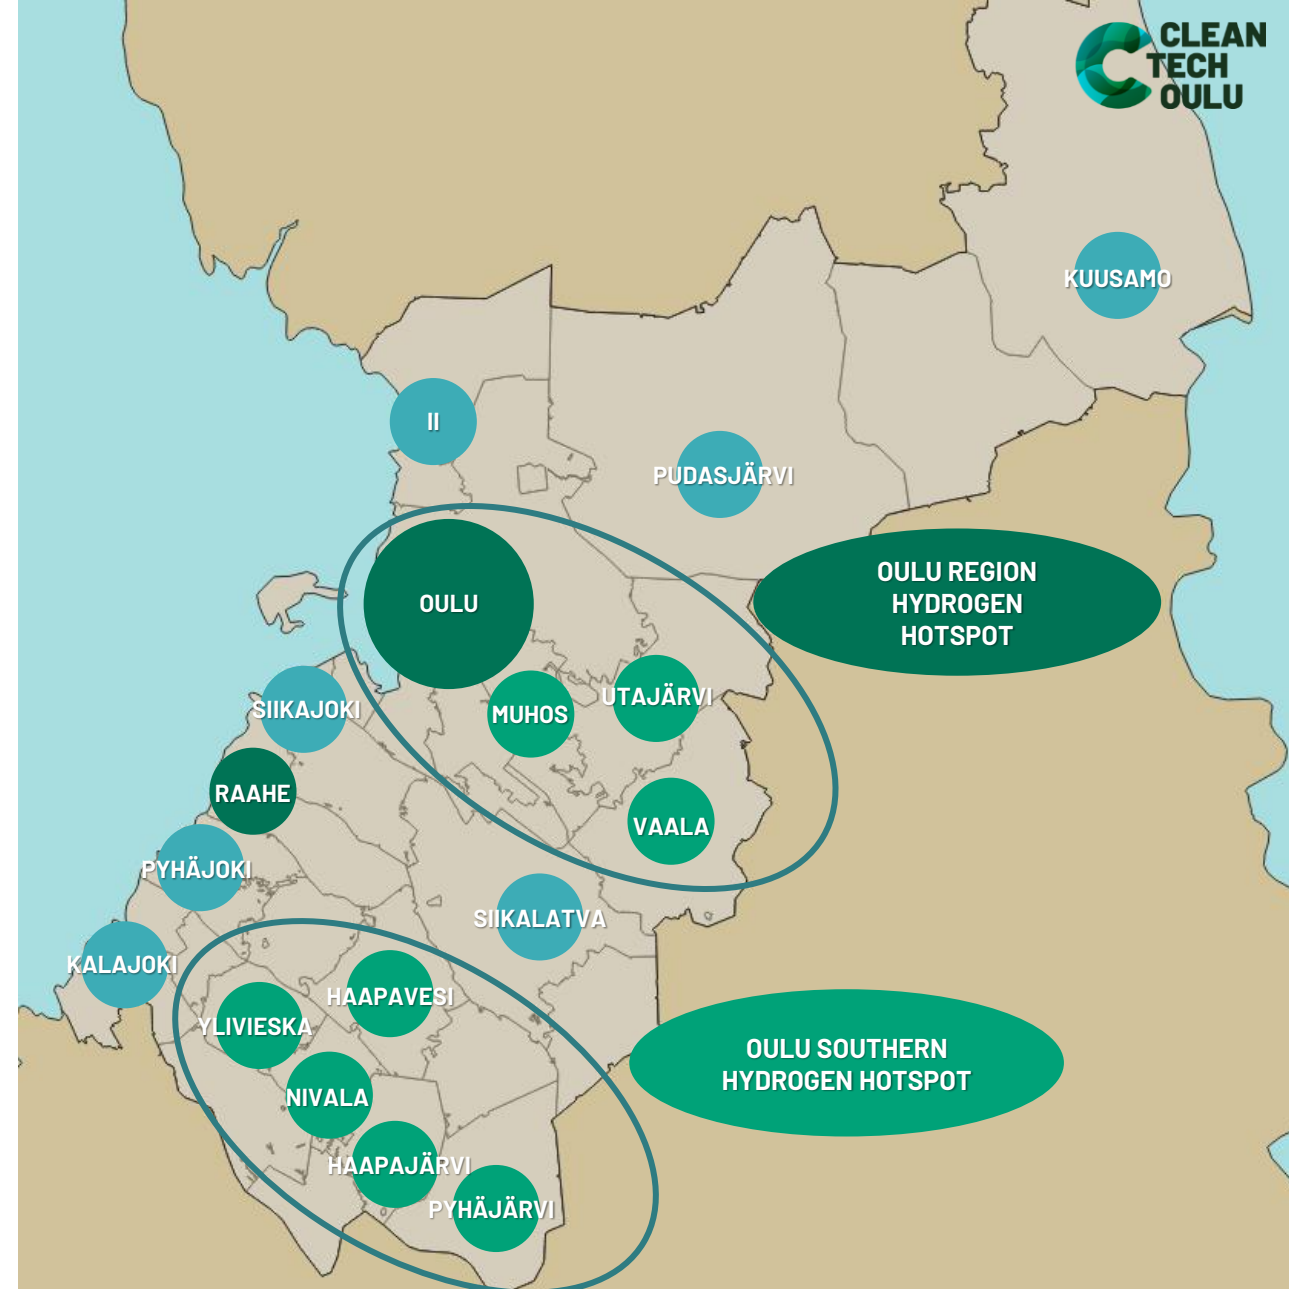 CLEAN
TECH
OULU
KUUSAMO
II
PUDASJÄRVI
OULU REGION
HYDROGEN
HOTSPOT
OULU
UTAJÄRVI
MUHOS
SIIKAJOKI
RAAHE
VAALA
PYHÄJOKI
SIIKALATVA
KALAJOKI
HAAPAVESI
YLIVIESKA
OULU SOUTHERN
HYDROGEN HOTSPOT
NIVALA
HAAPAJÄRVI
PYHÄJÄRVI